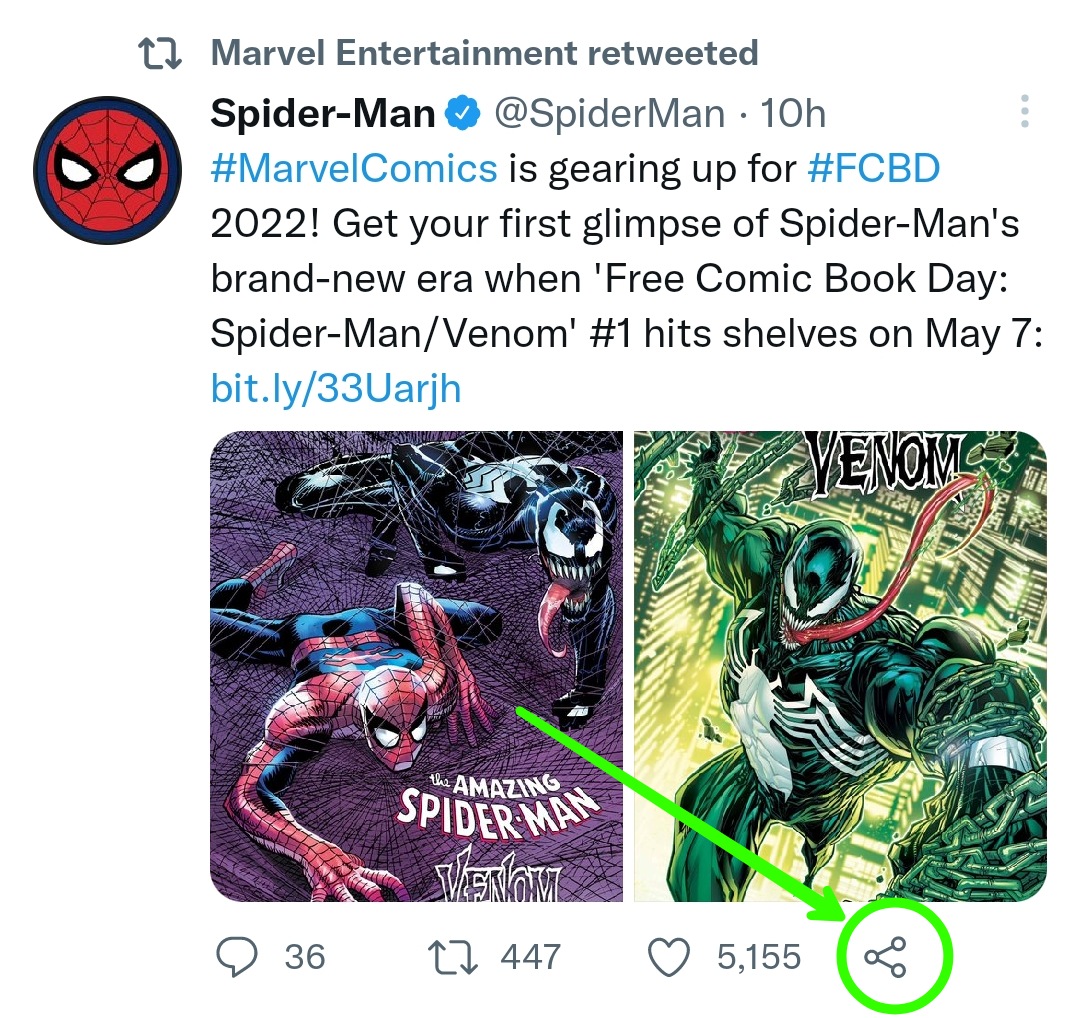 Marvel Entertainment retweeted
Spider-Man @SpiderMan · 10h
#MarvelComics is gearing up for #FCBD
2022! Get your first glimpse of Spider-Man's
brand-new era when 'Free Comic Book Day:
Spider-Man/Venom' #1 hits shelves on May 7:
bit.ly/33Uarjh
VENOM
the AMAZING
SPIDER-MAN
VENOM
36 447 5,155